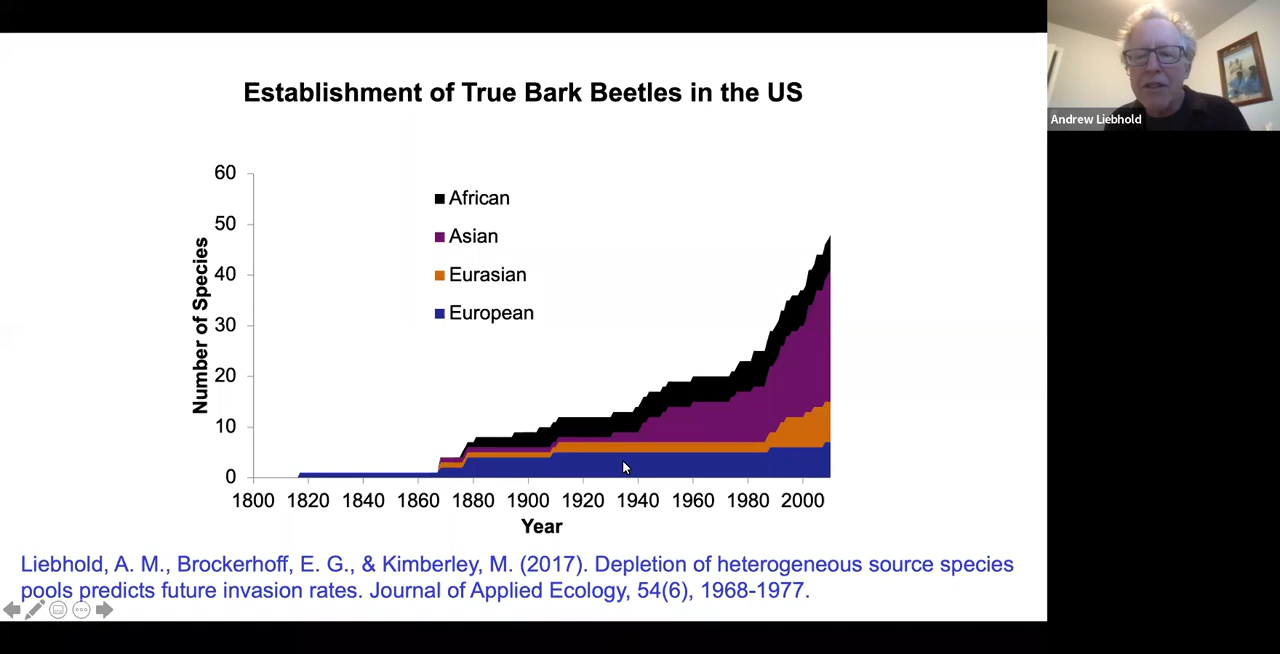 Establishment of True Bark Beetles in the US
Andrew Liebhold
60
50
40
30
20
10
0
Number of Species
African
Asian
Eurasian
European
1800 1820 1840 1860 1880 1900 1920 1940 1960 1980 2000
Year
Liebhold, A. M., Brockerhoff, E. G., & Kimberley, M. (2017). Depletion of heterogeneous source species
pools predicts future invasion rates. Journal of Applied Ecology, 54(6), 1968-1977.